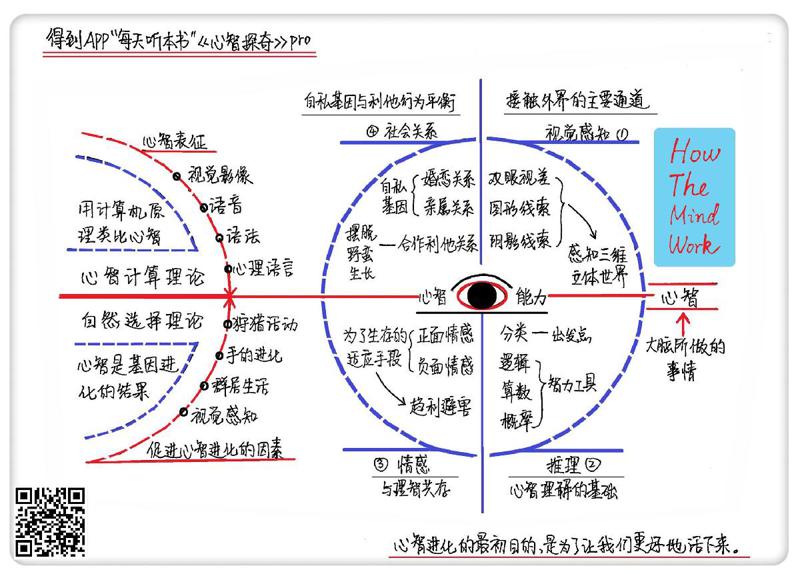 得到APP“每天听本书”《心智探奇》pro
自私基因与利他行为平衡
接触外界的主要通道
④社会关系
视觉感知①
How
The
Mind
Work
心智表征
视觉影像
语音
语法
心理语言
用计算机原
理类比心智
心智计算理论
自然选择理论
心智是基因进
化的结果
狩猎活动
手的进化
群居生活
视觉感知
促进心智进化的因素
自私
基因
婚恋关系
亲属关系
摆脱
野蛮
生长
合作利他关系
双眼视差
图形线索
阴影线索
感知三维
立体世界
心智
能力
心智
大脑所做的
事情
为了生存的
适应手段
正面情感
负面情感
趋利避害
分类
出发点
逻辑
算数
概率
智力工具
③情感
与理智共存
推理②
心智理解的基础
心智进化的最初目的,是为了让我们更好地活下来。